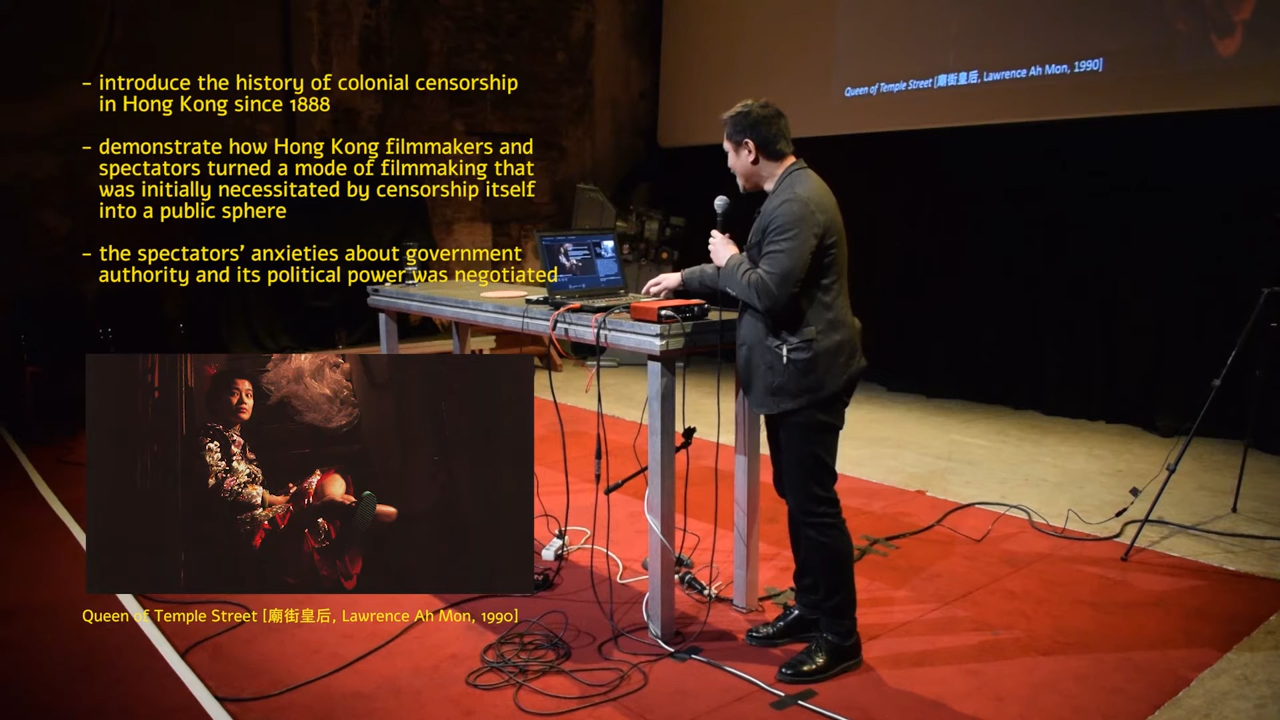 - introduce the history of colonial censorship
in Hong Kong since 1888
- demonstrate how Hong Kong filmmakers and
spectators turned a mode of filmmaking that
was initially necessitated by censorship itself
into a public sphere
- the spectators' anxieties about government
authority and its political power was negotiated
Queen of Temple Street [廟街皇后, Lawrence Ah Mon, 1990]
Queen of Temple Street [廟街皇后, Lawrence Ah Mon, 1990]